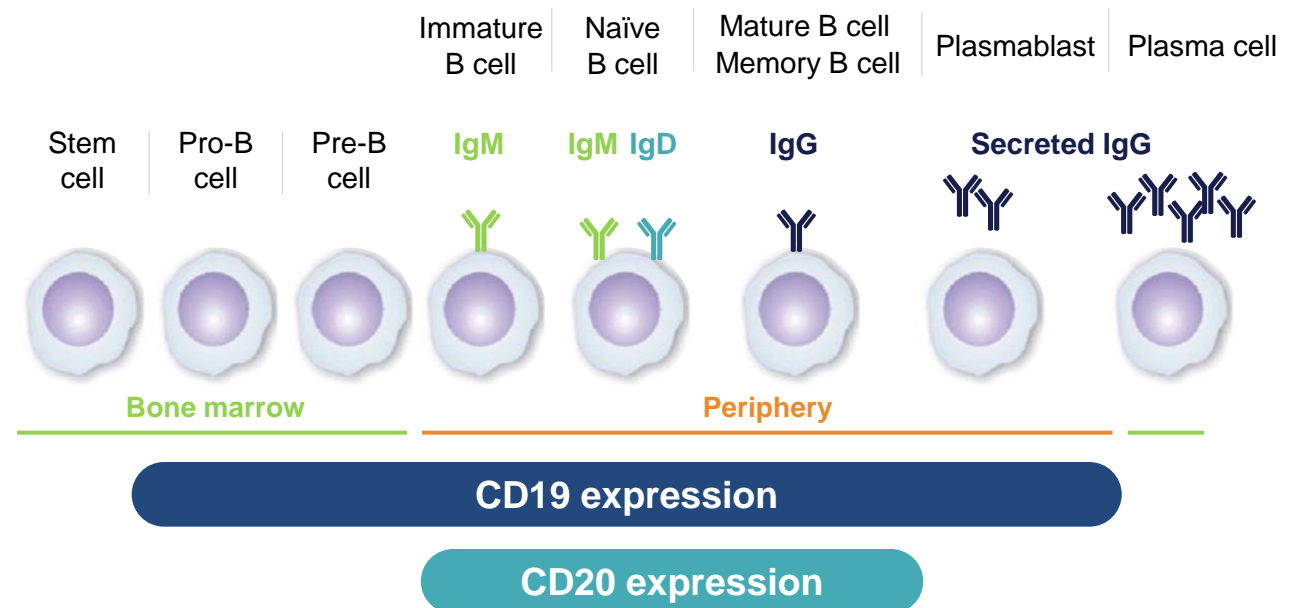 Immature
B cell
Naïve
B cell
Mature B cell
Memory B cell
Plasmablast
Plasma cell
Stem
cell
Pro-B
cell
Pre-B
cell
IgM
IgM IgD
IgG
Secreted IgG
Bone marrow
Periphery
CD19 expression
CD20 expression